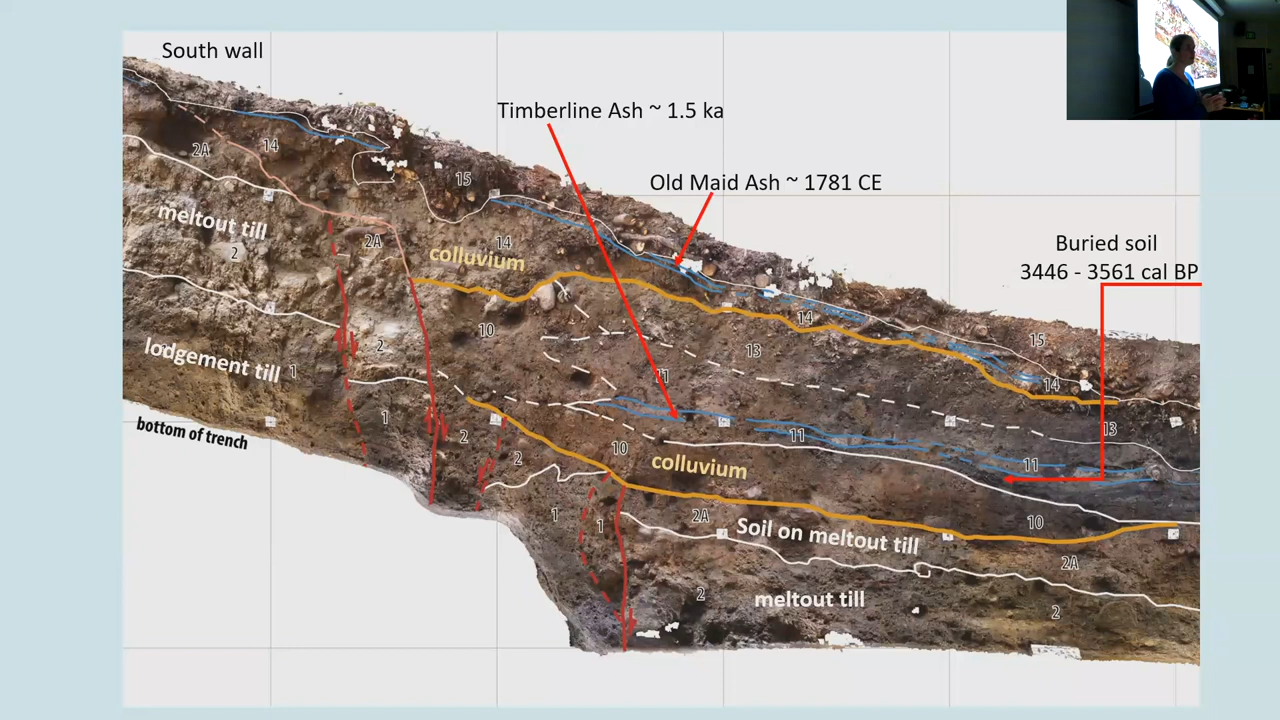 South wall
Timberline Ash ~ 1.5 ka
Old Maid Ash ~ 1781 CE
Buried soil
3446 - 3561 cal BP
2A
14
15
meltout till
2
2A
14
colluvium
14
10
13
15
lodgement till
1
2
11
14
13
bottom of trench
1
2
2
10
colluvium
11
11
1
1
2A
Soil on meltout till
10
2A
2
meltout till
2